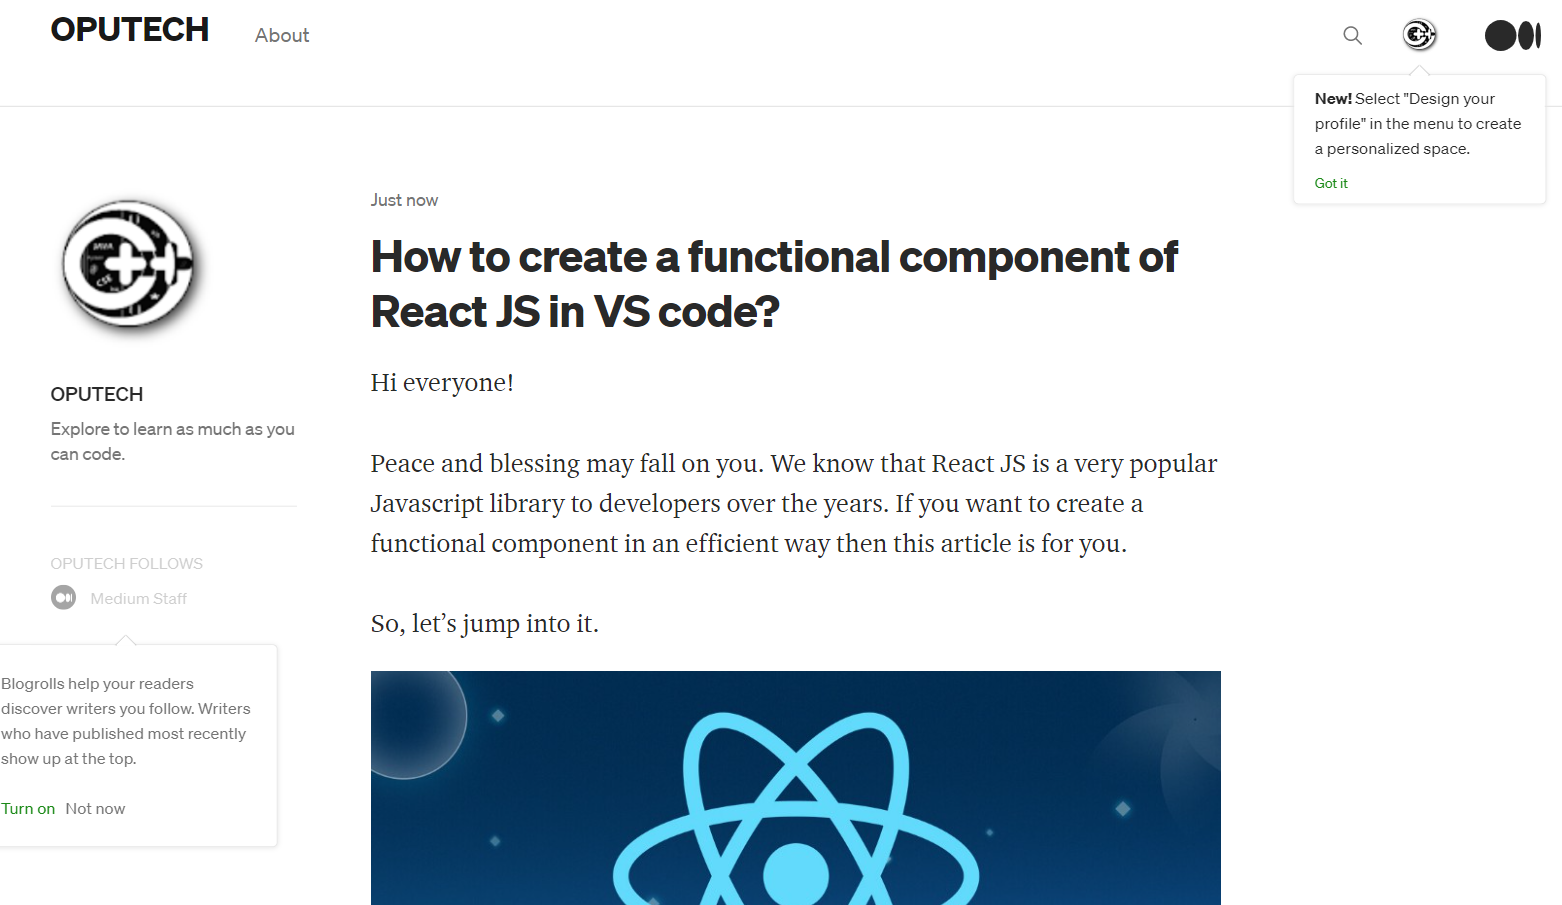 OPUTECH
About
New! Select "Design your
profile" in the menu to create
a personalized space.
Got it
Just now
How to create a functional component of
React JS in VS code?
Hi everyone!
Peace and blessing may fall on you. We know that React JS is a very popular
Javascript library to developers over the years. If you want to create a
functional component in an efficient way then this article is for you.
So, let’s jump into it.
OPUTECH
Explore to learn as much as you
can code.
OPUTECH FOLLOWS
Medium Staff
Blogrolls help your readers
discover writers you follow. Writers
who have published most recently
show up at the top.
Turn on Not now